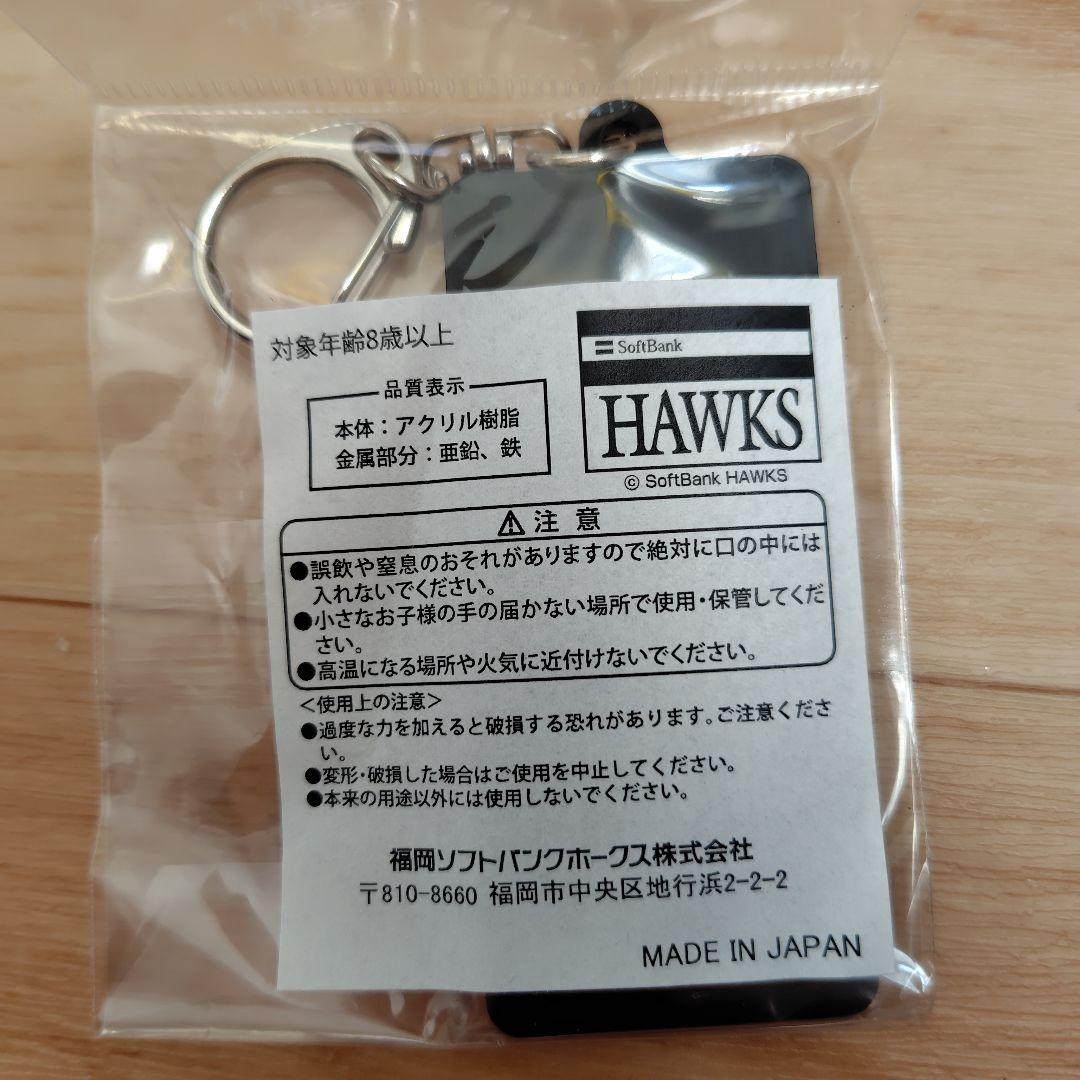 対象年齢8歳以上
品質表示
本体：アクリル樹脂
金属部分：亜鉛、鉄
SoftBank
HAWKS
© SoftBank HAWKS
⚠ 注 意
●誤飲や窒息のおそれがありますので絶対に口の中には
入れないでください。
●小さなお子様の手の届かない場所で使用・保管してくだ
さい。
●高温になる場所や火気に近付けないでください。
＜使用上の注意＞
●過度な力を加えると破損する恐れがあります。ご注意くださ
い。
●変形・破損した場合はご使用を中止してください。
●本来の用途以外には使用しないでください。
福岡ソフトバンクホークス株式会社
〒810-8660 福岡市中央区地行浜2-2-2
MADE IN JAPAN